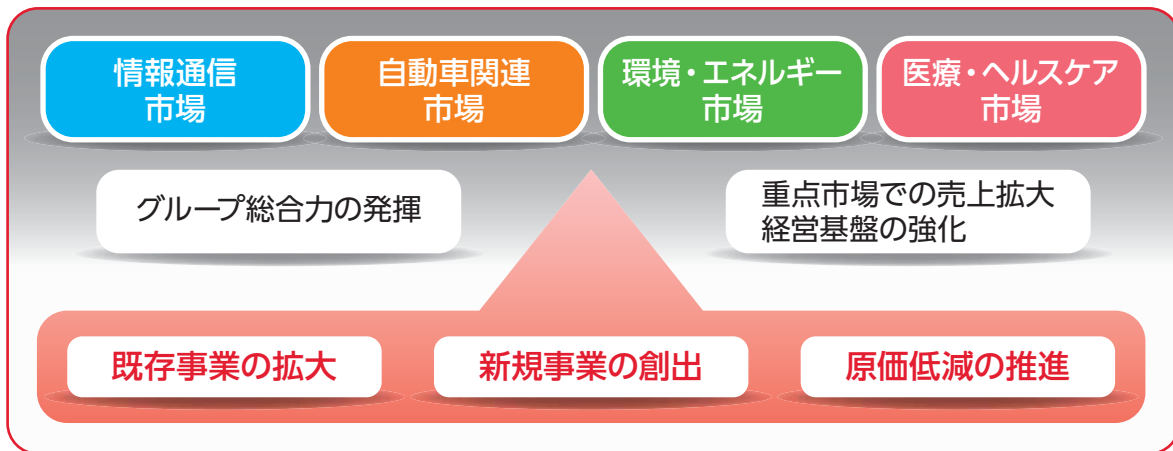 情報通信
市場
自動車関連
市場
環境・エネルギー
市場
医療・ヘルスケア
市場
グループ総合力の発揮
重点市場での売上拡大
経営基盤の強化
既存事業の拡大
新規事業の創出
原価低減の推進